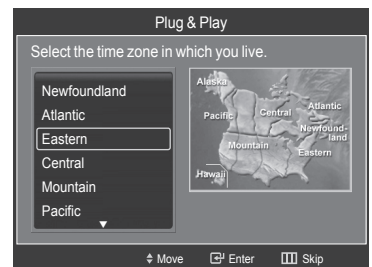 Plug & Play
Select the time zone in which you live.
Newfoundland
Atlantic
Eastern
Central
Mountain
Pacific
Alaska
Pacific
Central
Atlantic
Newfound-
land
Mountain
Eastern
Hawaii
Move Enter Skip